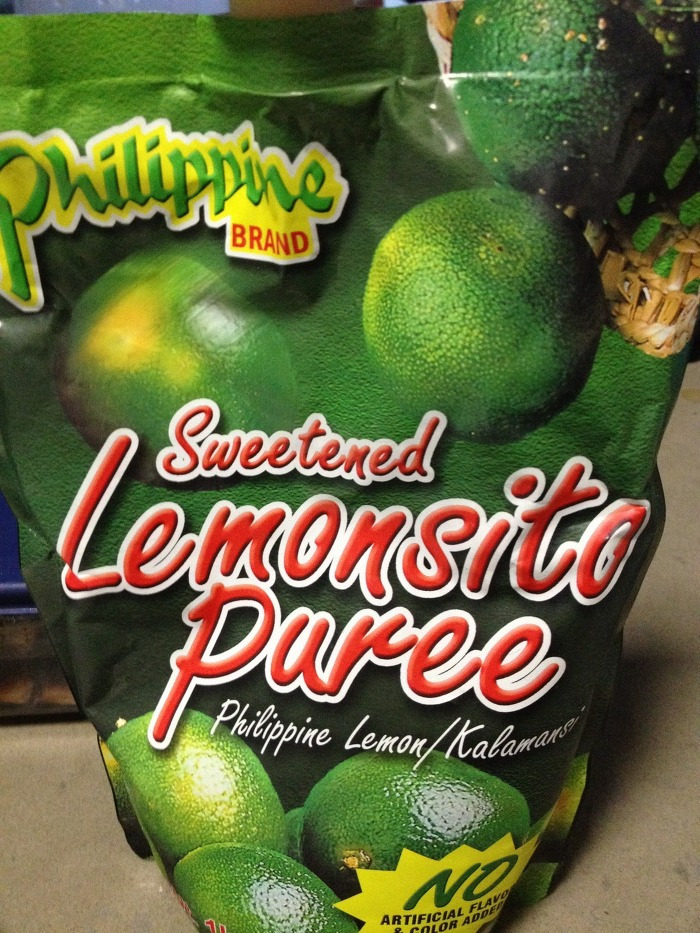 Philippine
BRAND
Sweetened
Lemonsito
Puree
Philippine Lemon/Kalamansi
NO
ARTIFICIAL FLAVO
& COLOR ADDED